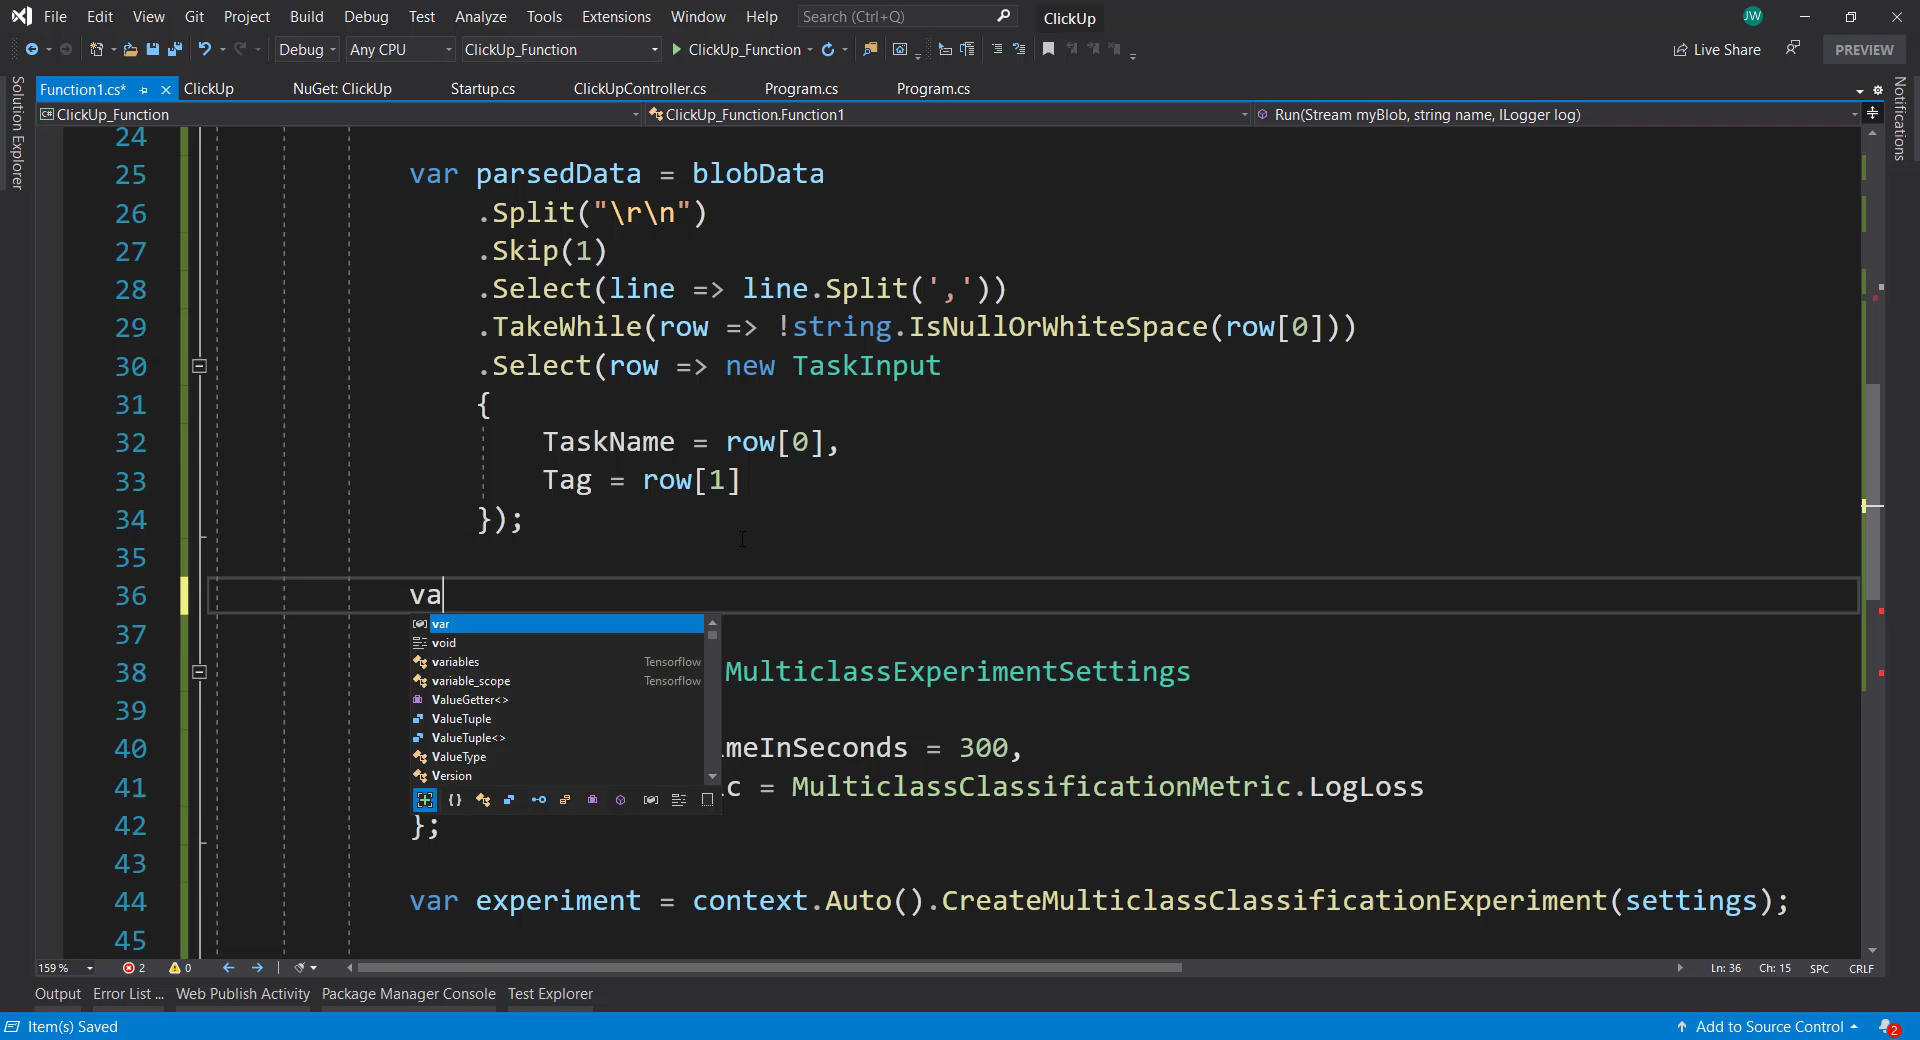 File Edit View Git Project Build Debug Test Analyze Tools Extensions Window Help Search (Ctrl+Q) ClickUp JW
Debug Any CPU ClickUp_Function ClickUp_Function Live Share PREVIEW
Function1.cs* ClickUp NuGet: ClickUp Startup.cs ClickUpController.cs Program.cs Program.cs
ClickUp_Function ClickUp_Function.Function1 Run(Stream myBlob, string name, ILogger log)
Solution Explorer
Notifications
24
25 var parsedData = blobData
26 .Split("\r\n")
27 .Skip(1)
28 .Select(line => line.Split(','))
29 .TakeWhile(row => !string.IsNullOrWhiteSpace(row[0]))
30 .Select(row => new TaskInput
31 {
32 TaskName = row[0],
33 Tag = row[1]
34 });
35
36 va
var
void
variables Tensorflow
variable_scope Tensorflow
ValueGetter<>
ValueTuple
ValueTuple<>
ValueType
Version
37
38 MulticlassExperimentSettings
39
40 meInSeconds = 300,
41 c = MulticlassClassificationMetric.LogLoss
42 };
43
44 var experiment = context.Auto().CreateMulticlassClassificationExperiment(settings);
45
159 % 2 0 Ln: 36 Ch: 15 SPC CRLF
Output Error List ... Web Publish Activity Package Manager Console Test Explorer
Item(s) Saved Add to Source Control 2